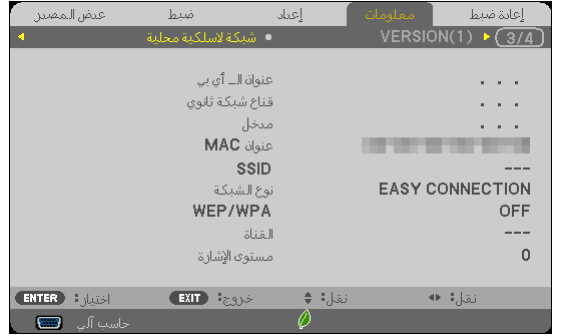 عرض المصدر ضبط إعداد معلومات إعادة ضبط
شبكة لاسلكية محلية VERSION(1) 3/4
عنوان الـ أي بي . . .
قناع شبكة ثانوي . . .
مدخل . . .
عنوان MAC
SSID ---
نوع الشبكة EASY CONNECTION
WEP/WPA OFF
القناة ---
مستوى الإشارة 0
ENTER اختيار: EXIT خروج: نقل: نقل:
حاسب آلي